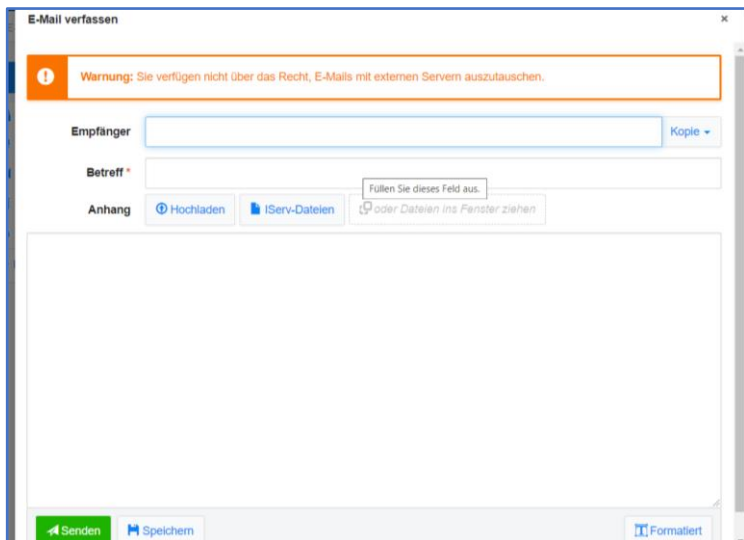 E-Mail verfassen ×
Warnung: Sie verfügen nicht über das Recht, E-Mails mit externen Servern auszutauschen.
Empfänger Kopie
Betreff *
Füllen Sie dieses Feld aus.
Anhang Hochladen IServ-Dateien oder Dateien ins Fenster ziehen
Senden Speichern Formatiert